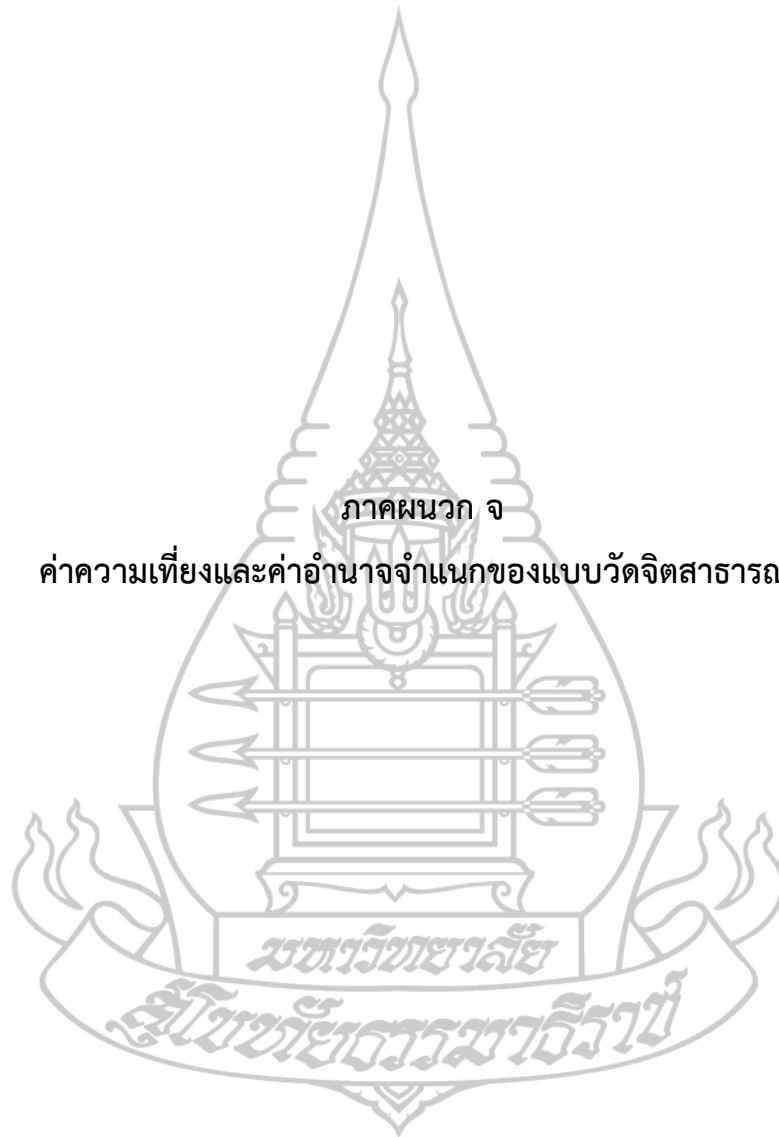 ภาคผนวก จ
ค่าความเที่ยงและค่าอำนาจจำแนกของแบบวัดจิตสาธารณ
มหาวิทยาลัย
สุโขทัยธรรมาธิราช